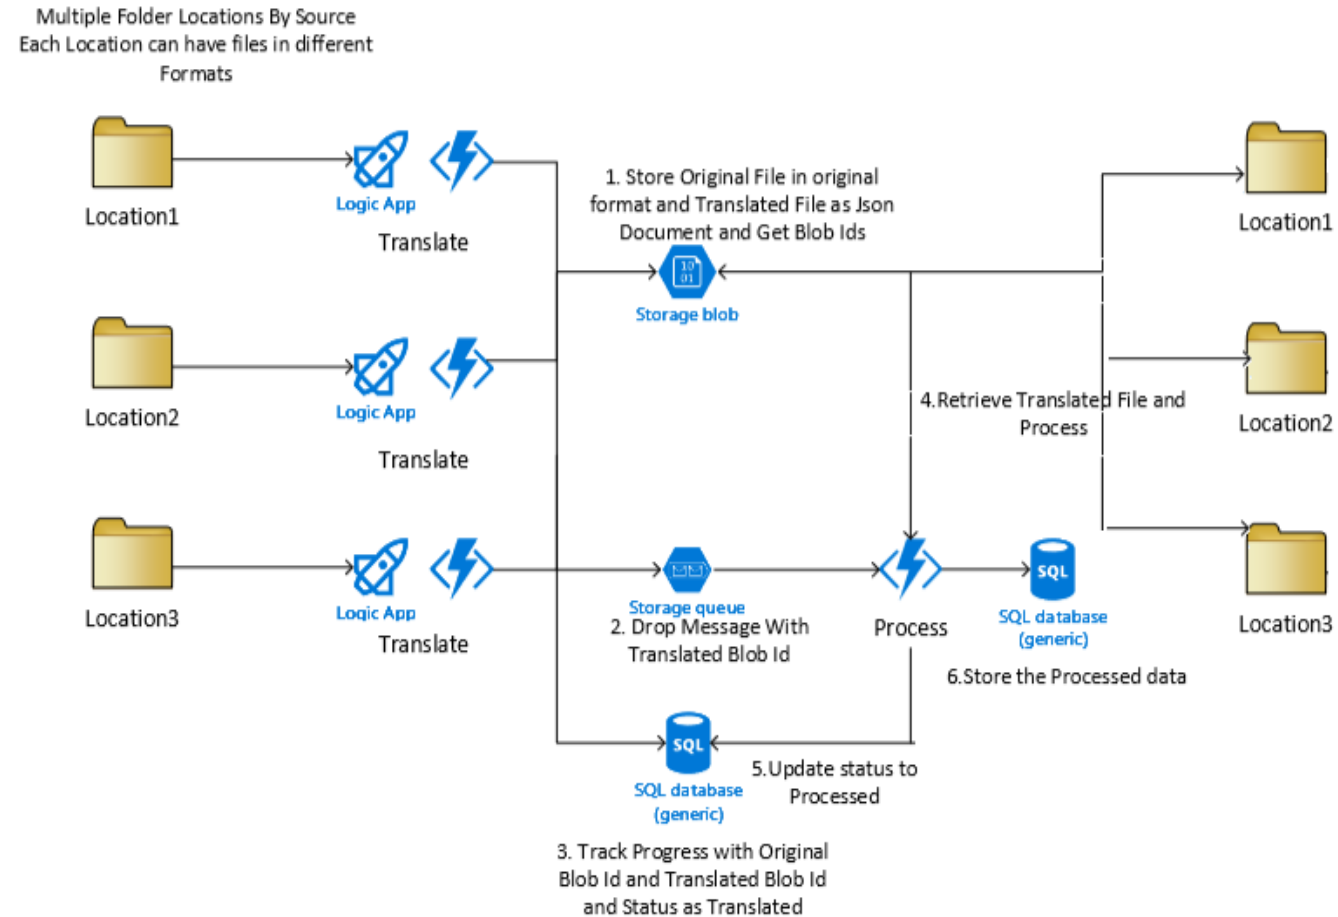 Multiple Folder Locations By Source
Each Location can have files in different
Formats
Location1
Logic App
Translate
1. Store Original File in original
format and Translated File as Json
Document and Get Blob Ids
10
01
Storage blob
Location1
Location2
Logic App
Translate
4.Retrieve Translated File and
Process
Location2
Location3
Logic App
Translate
Storage queue
2. Drop Message With
Translated Blob Id
Process
SQL
SQL database
(generic)
6.Store the Processed data
Location3
SQL
SQL database
(generic)
5.Update status to
Processed
3. Track Progress with Original
Blob Id and Translated Blob Id
and Status as Translated